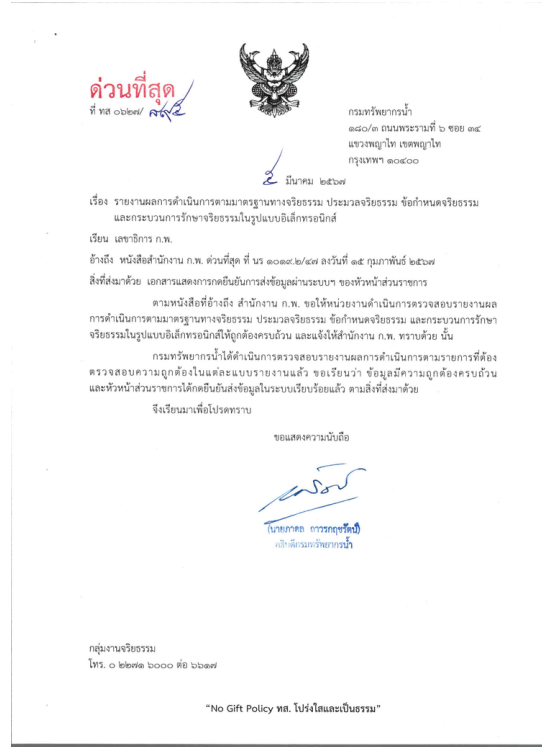 ด่วนที่สุด
ที่ ทส ๐๖๒๗/
กรมทรัพยากรน้ำ
๑๘๐/๓ ถนนพระรามที่ ๖ ซอย ๓๔
แขวงพญาไท เขตพญาไท
กรุงเทพฯ ๑๐๔๐๐
มีนาคม ๒๕๖๗
เรื่อง รายงานผลการดำเนินการตามมาตรฐานทางจริยธรรม ประมวลจริยธรรม ข้อกำหนดจริยธรรม
และกระบวนการรักษาจริยธรรมในรูปแบบอิเล็กทรอนิกส์
เรียน เลขาธิการ ก.พ.
อ้างถึง หนังสือสำนักงาน ก.พ. ด่วนที่สุด ที่ นร ๑๐๑๙.๒/๔๗ ลงวันที่ ๑๕ กุมภาพันธ์ ๒๕๖๗
สิ่งที่ส่งมาด้วย เอกสารแสดงการกดยืนยันการส่งข้อมูลผ่านระบบฯ ของหัวหน้าส่วนราชการ
ตามหนังสือที่อ้างถึง สำนักงาน ก.พ. ขอให้หน่วยงานดำเนินการตรวจสอบรายงานผล
การดำเนินการตามมาตรฐานทางจริยธรรม ประมวลจริยธรรม ข้อกำหนดจริยธรรม และกระบวนการรักษา
จริยธรรมในรูปแบบอิเล็กทรอนิกส์ให้ถูกต้องครบถ้วน และแจ้งให้สำนักงาน ก.พ. ทราบด้วย นั้น
กรมทรัพยากรน้ำได้ดำเนินการตรวจสอบรายงานผลการดำเนินการตามรายการที่ต้อง
ตรวจสอบความถูกต้องในแต่ละแบบรายงานแล้ว ขอเรียนว่า ข้อมูลมีความถูกต้องครบถ้วน
และหัวหน้าส่วนราชการได้กดยืนยันส่งข้อมูลในระบบเรียบร้อยแล้ว ตามสิ่งที่ส่งมาด้วย
จึงเรียนมาเพื่อโปรดทราบ
ขอแสดงความนับถือ
(นายภาดล ถาวรกฤชรัตน์)
อธิบดีกรมทรัพยากรน้ำ
กลุ่มงานจริยธรรม
โทร. ๐ ๒๒๗๑ ๖๐๐๐ ต่อ ๖๖๑๗
"No Gift Policy ทส. โปร่งใสและเป็นธรรม"